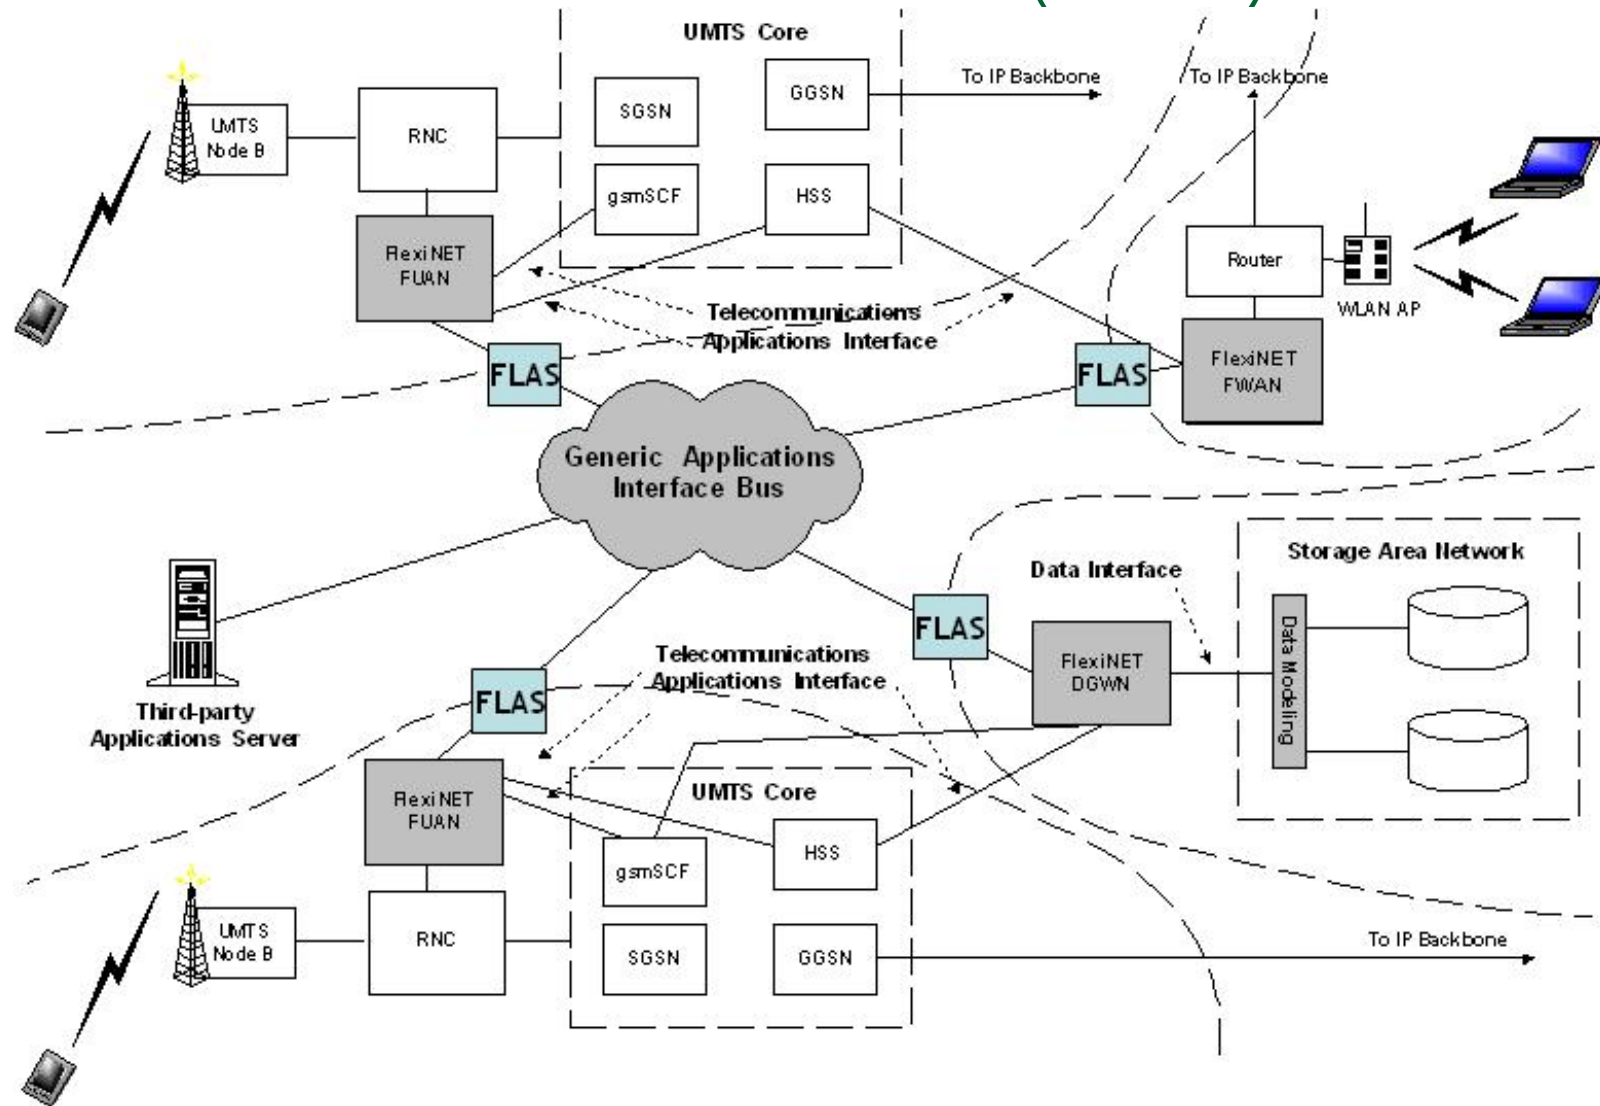 UMTS Core
SGSN
GGSN
To IP Backbone
To IP Backbone
UMTS
Node B
RNC
gsmSCF
HSS
FlexiNET
FUAN
Router
WLAN AP
Telecommunications
Applications Interface
FLAS
FLAS
FlexiNET
FWAN
Generic Applications
Interface Bus
Storage Area Network
Data Interface
FLAS
FlexiNET
DGWN
Data Modeling
Third-party
Applications Server
Telecommunications
Applications Interface
FLAS
FlexiNET
FUAN
UMTS Core
gsmSCF
HSS
UMTS
Node B
RNC
SGSN
GGSN
To IP Backbone